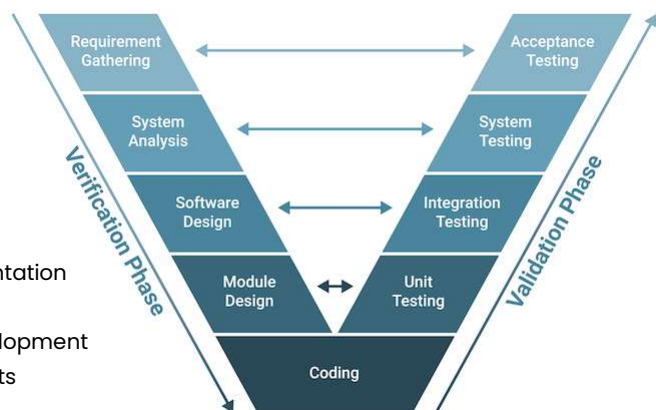 Requirement
Gathering
Acceptance
Testing
System
Analysis
System
Testing
Software
Design
Integration
Testing
Module
Design
Unit
Testing
Coding
Verification Phase
Validation Phase
ntation
lopment
ts